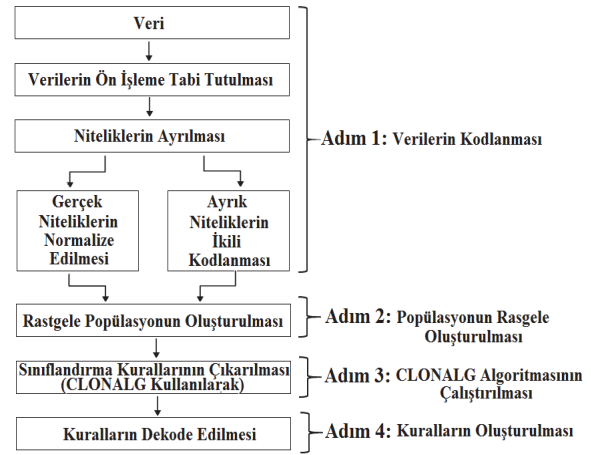 Veri
Verilerin Ön İşleme Tabi Tutulması
Niteliklerin Ayrılması
Gerçek
Niteliklerin
Normalize
Edilmesi
Ayrık
Niteliklerin
İkili
Kodlanması
Adım 1: Verilerin Kodlanması
Rastgele Popülasyonun Oluşturulması
Adım 2: Popülasyonun Rasgele
Oluşturulması
Sınıflandırma Kurallarının Çıkarılması
(CLONALG Kullanılarak)
Adım 3: CLONALG Algoritmasının
Çalıştırılması
Kuralların Dekode Edilmesi
Adım 4: Kuralların Oluşturulması